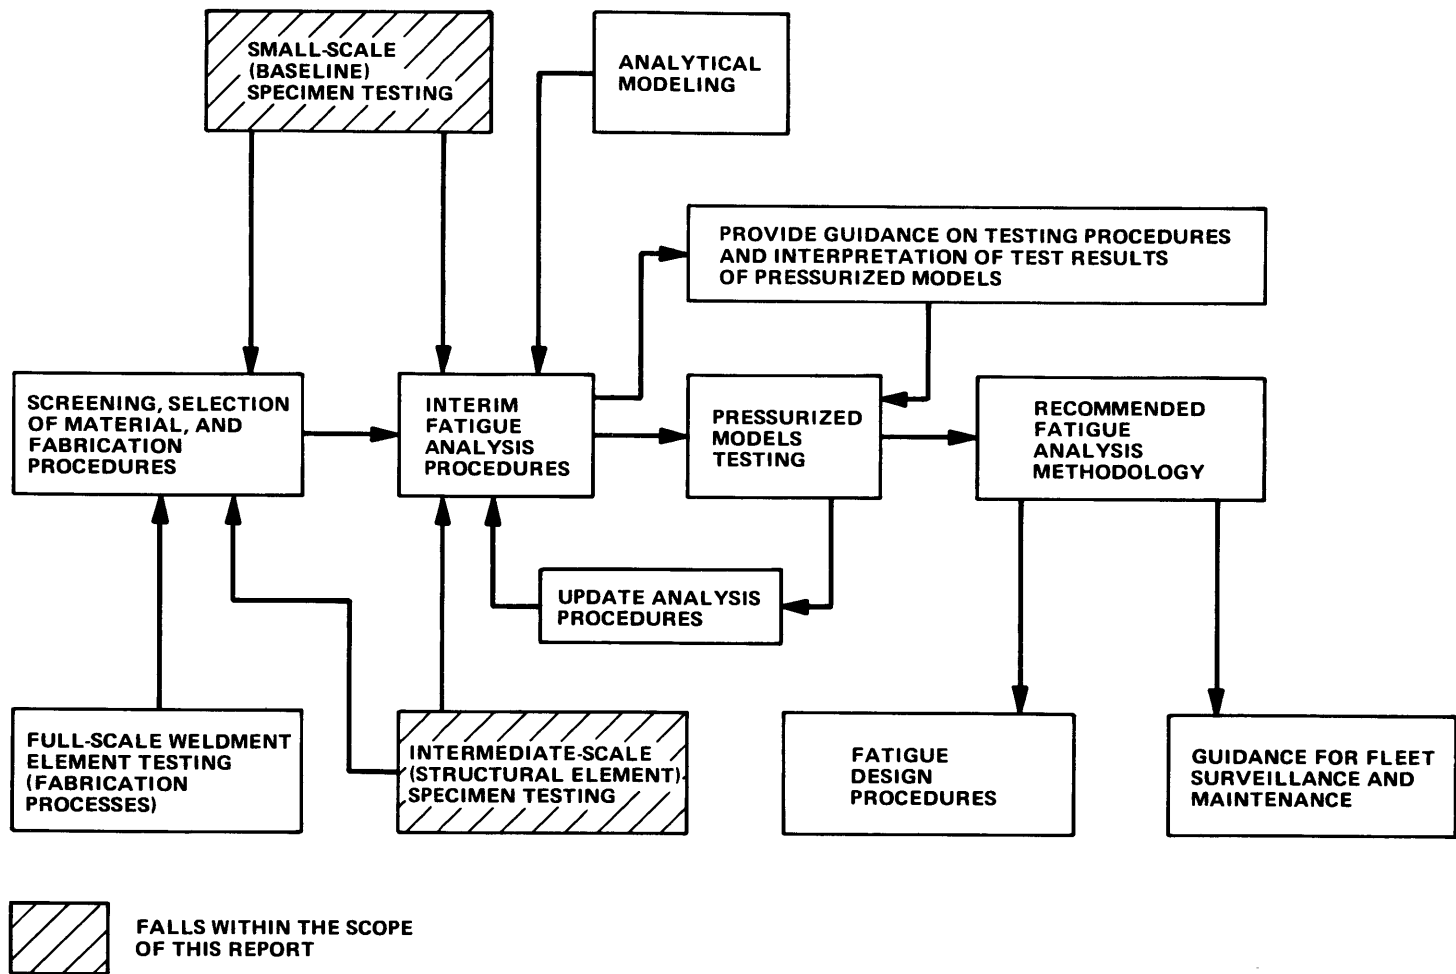 SMALL-SCALE
(BASELINE)
SPECIMEN TESTING
ANALYTICAL
MODELING
PROVIDE GUIDANCE ON TESTING PROCEDURES
AND INTERPRETATION OF TEST RESULTS
OF PRESSURIZED MODELS
SCREENING, SELECTION
OF MATERIAL, AND
FABRICATION
PROCEDURES
INTERIM
FATIGUE
ANALYSIS
PROCEDURES
PRESSURIZED
MODELS
TESTING
RECOMMENDED
FATIGUE
ANALYSIS
METHODOLOGY
UPDATE ANALYSIS
PROCEDURES
FULL-SCALE WELDMENT
ELEMENT TESTING
(FABRICATION
PROCESSES)
INTERMEDIATE-SCALE
(STRUCTURAL ELEMENT)
SPECIMEN TESTING
FATIGUE
DESIGN
PROCEDURES
GUIDANCE FOR FLEET
SURVEILLANCE AND
MAINTENANCE
FALLS WITHIN THE SCOPE
OF THIS REPORT